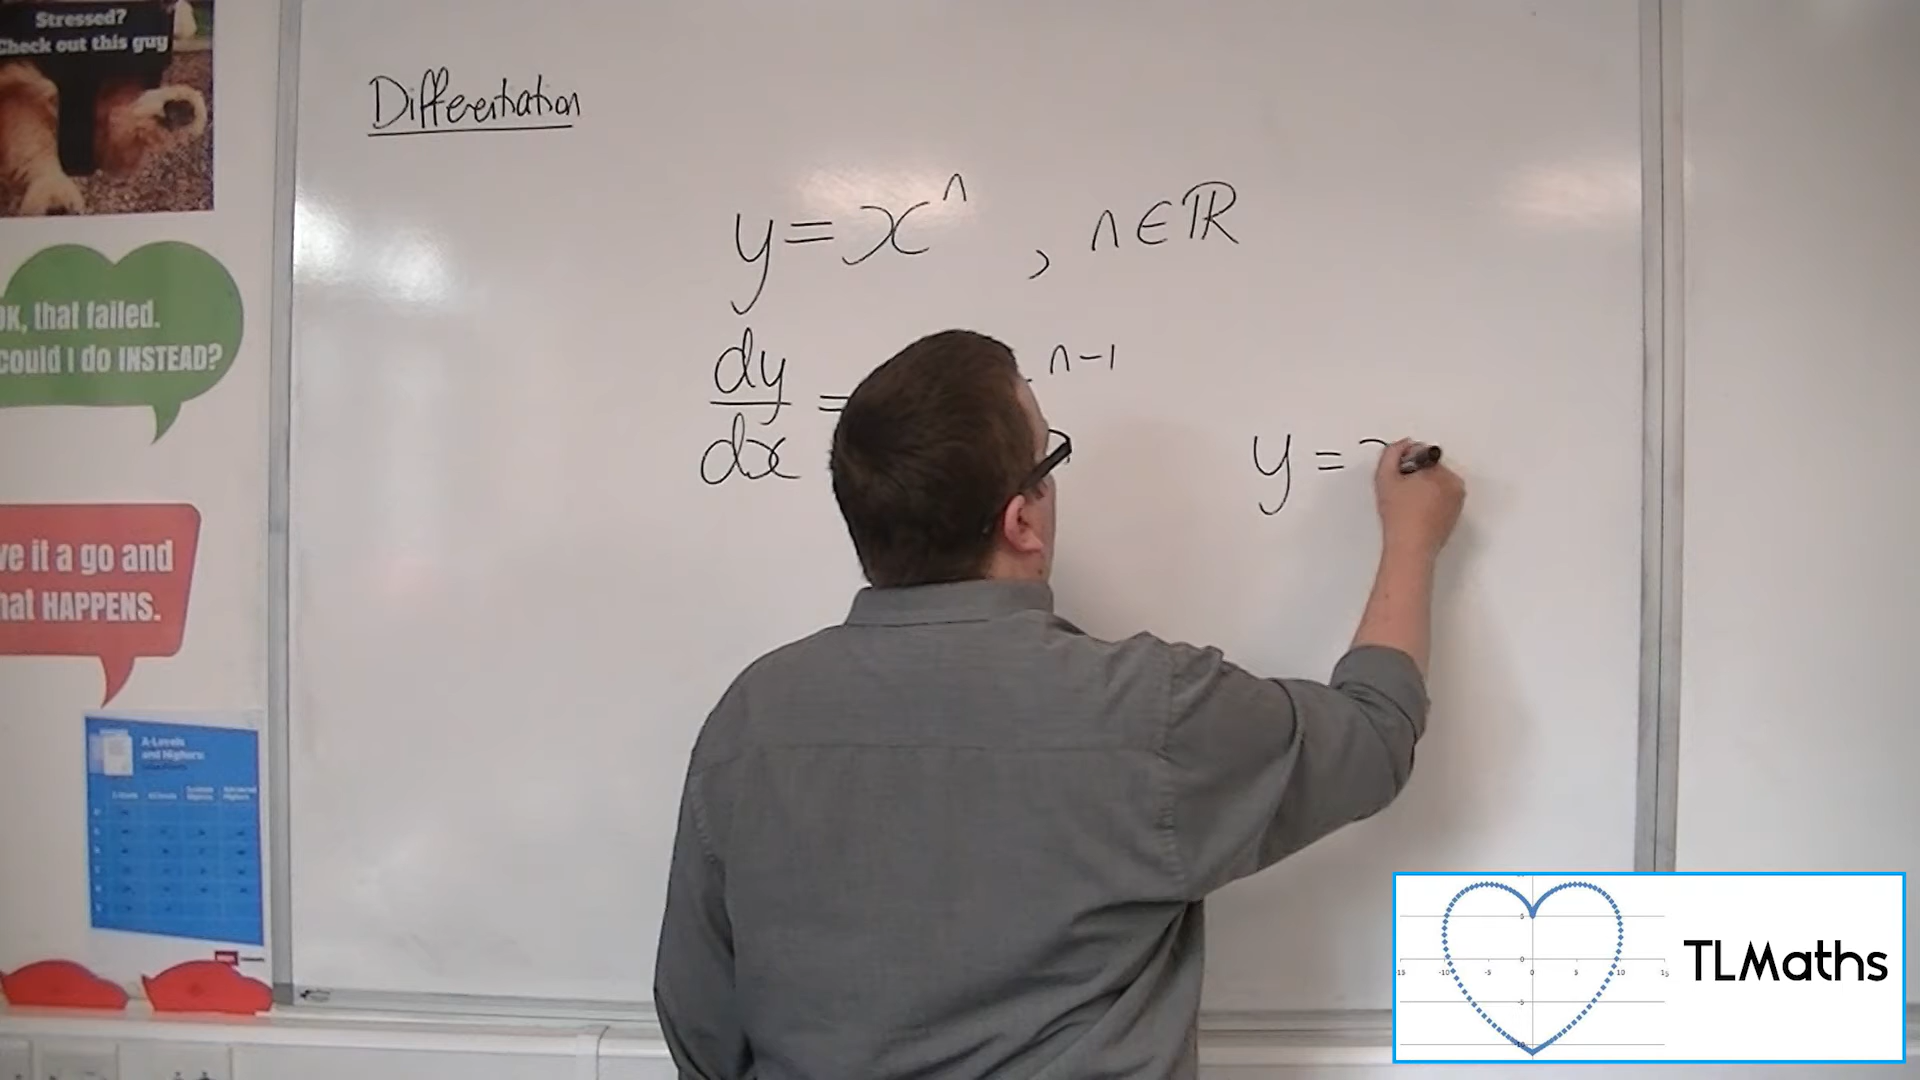 Stressed?
Check out this guy
Differentiation
y = xⁿ , n ∈ ℝ
OK, that failed.
could I do INSTEAD?
dy
dx
=
n-1
y =
ve it a go and
hat HAPPENS.
A-Levels
and Highers:
TLMaths